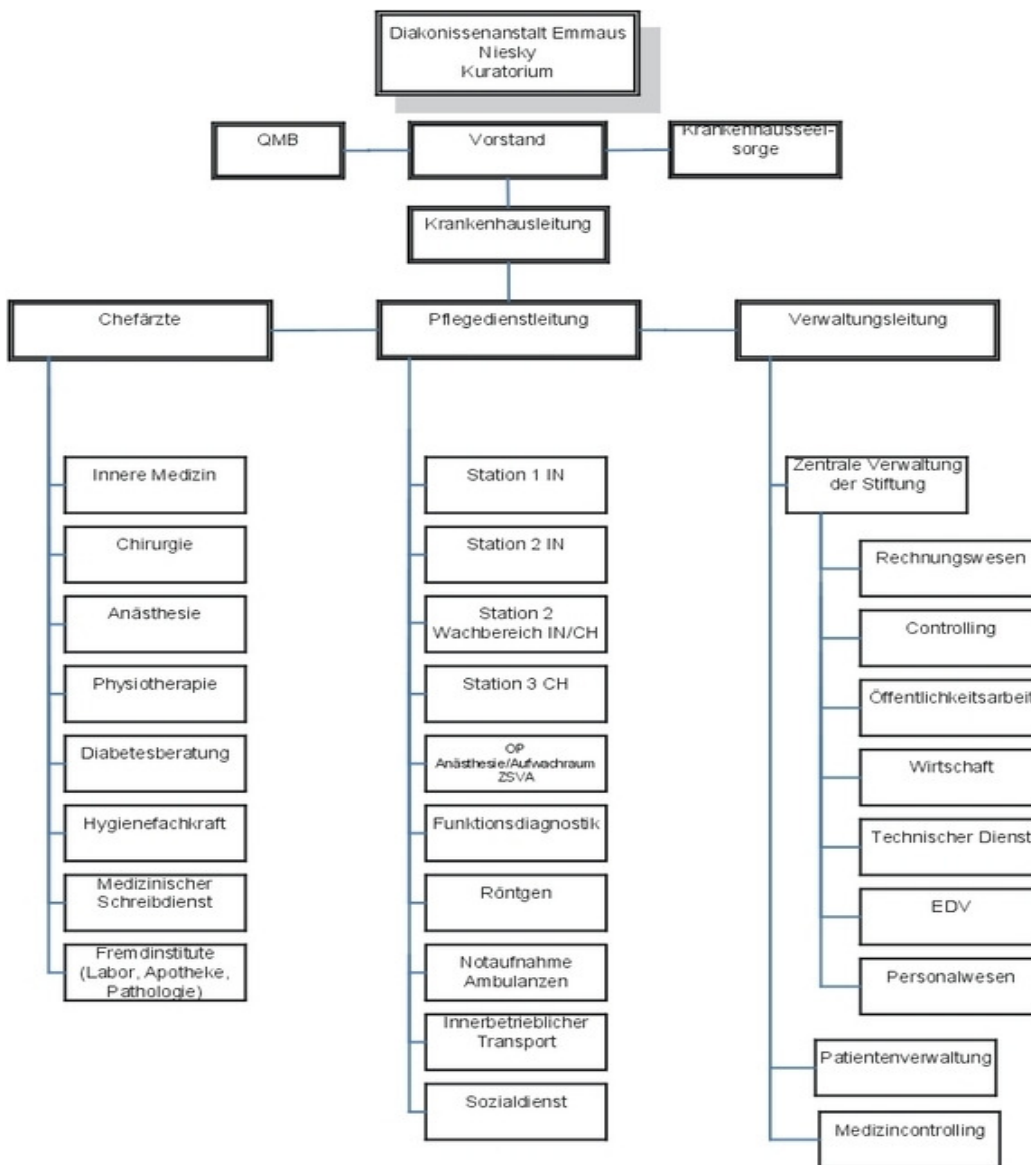 Diakonissenanstalt Emmaus
Niesky
Kuratorium
QMB
Vorstand
Krankenhausseel-
sorge
Krankenhausleitung
Chefärzte
Pflegedienstleitung
Verwaltungsleitung
Innere Medizin
Chirurgie
Anästhesie
Physiotherapie
Diabetesberatung
Hygienefachkraft
Medizinischer
Schreibdienst
Fremdinstitute
(Labor, Apotheke,
Pathologie)
Station 1 IN
Station 2 IN
Station 2
Wachbereich IN/CH
Station 3 CH
OP
Anästhesie/Aufwachraum
ZSVA
Funktionsdiagnostik
Röntgen
Notaufnahme
Ambulanzen
Innerbetrieblicher
Transport
Sozialdienst
Zentrale Verwaltung
der Stiftung
Rechnungswesen
Controlling
Öffentlichkeitsarbeit
Wirtschaft
Technischer Dienst
EDV
Personalwesen
Patientenverwaltung
Medizincontrolling